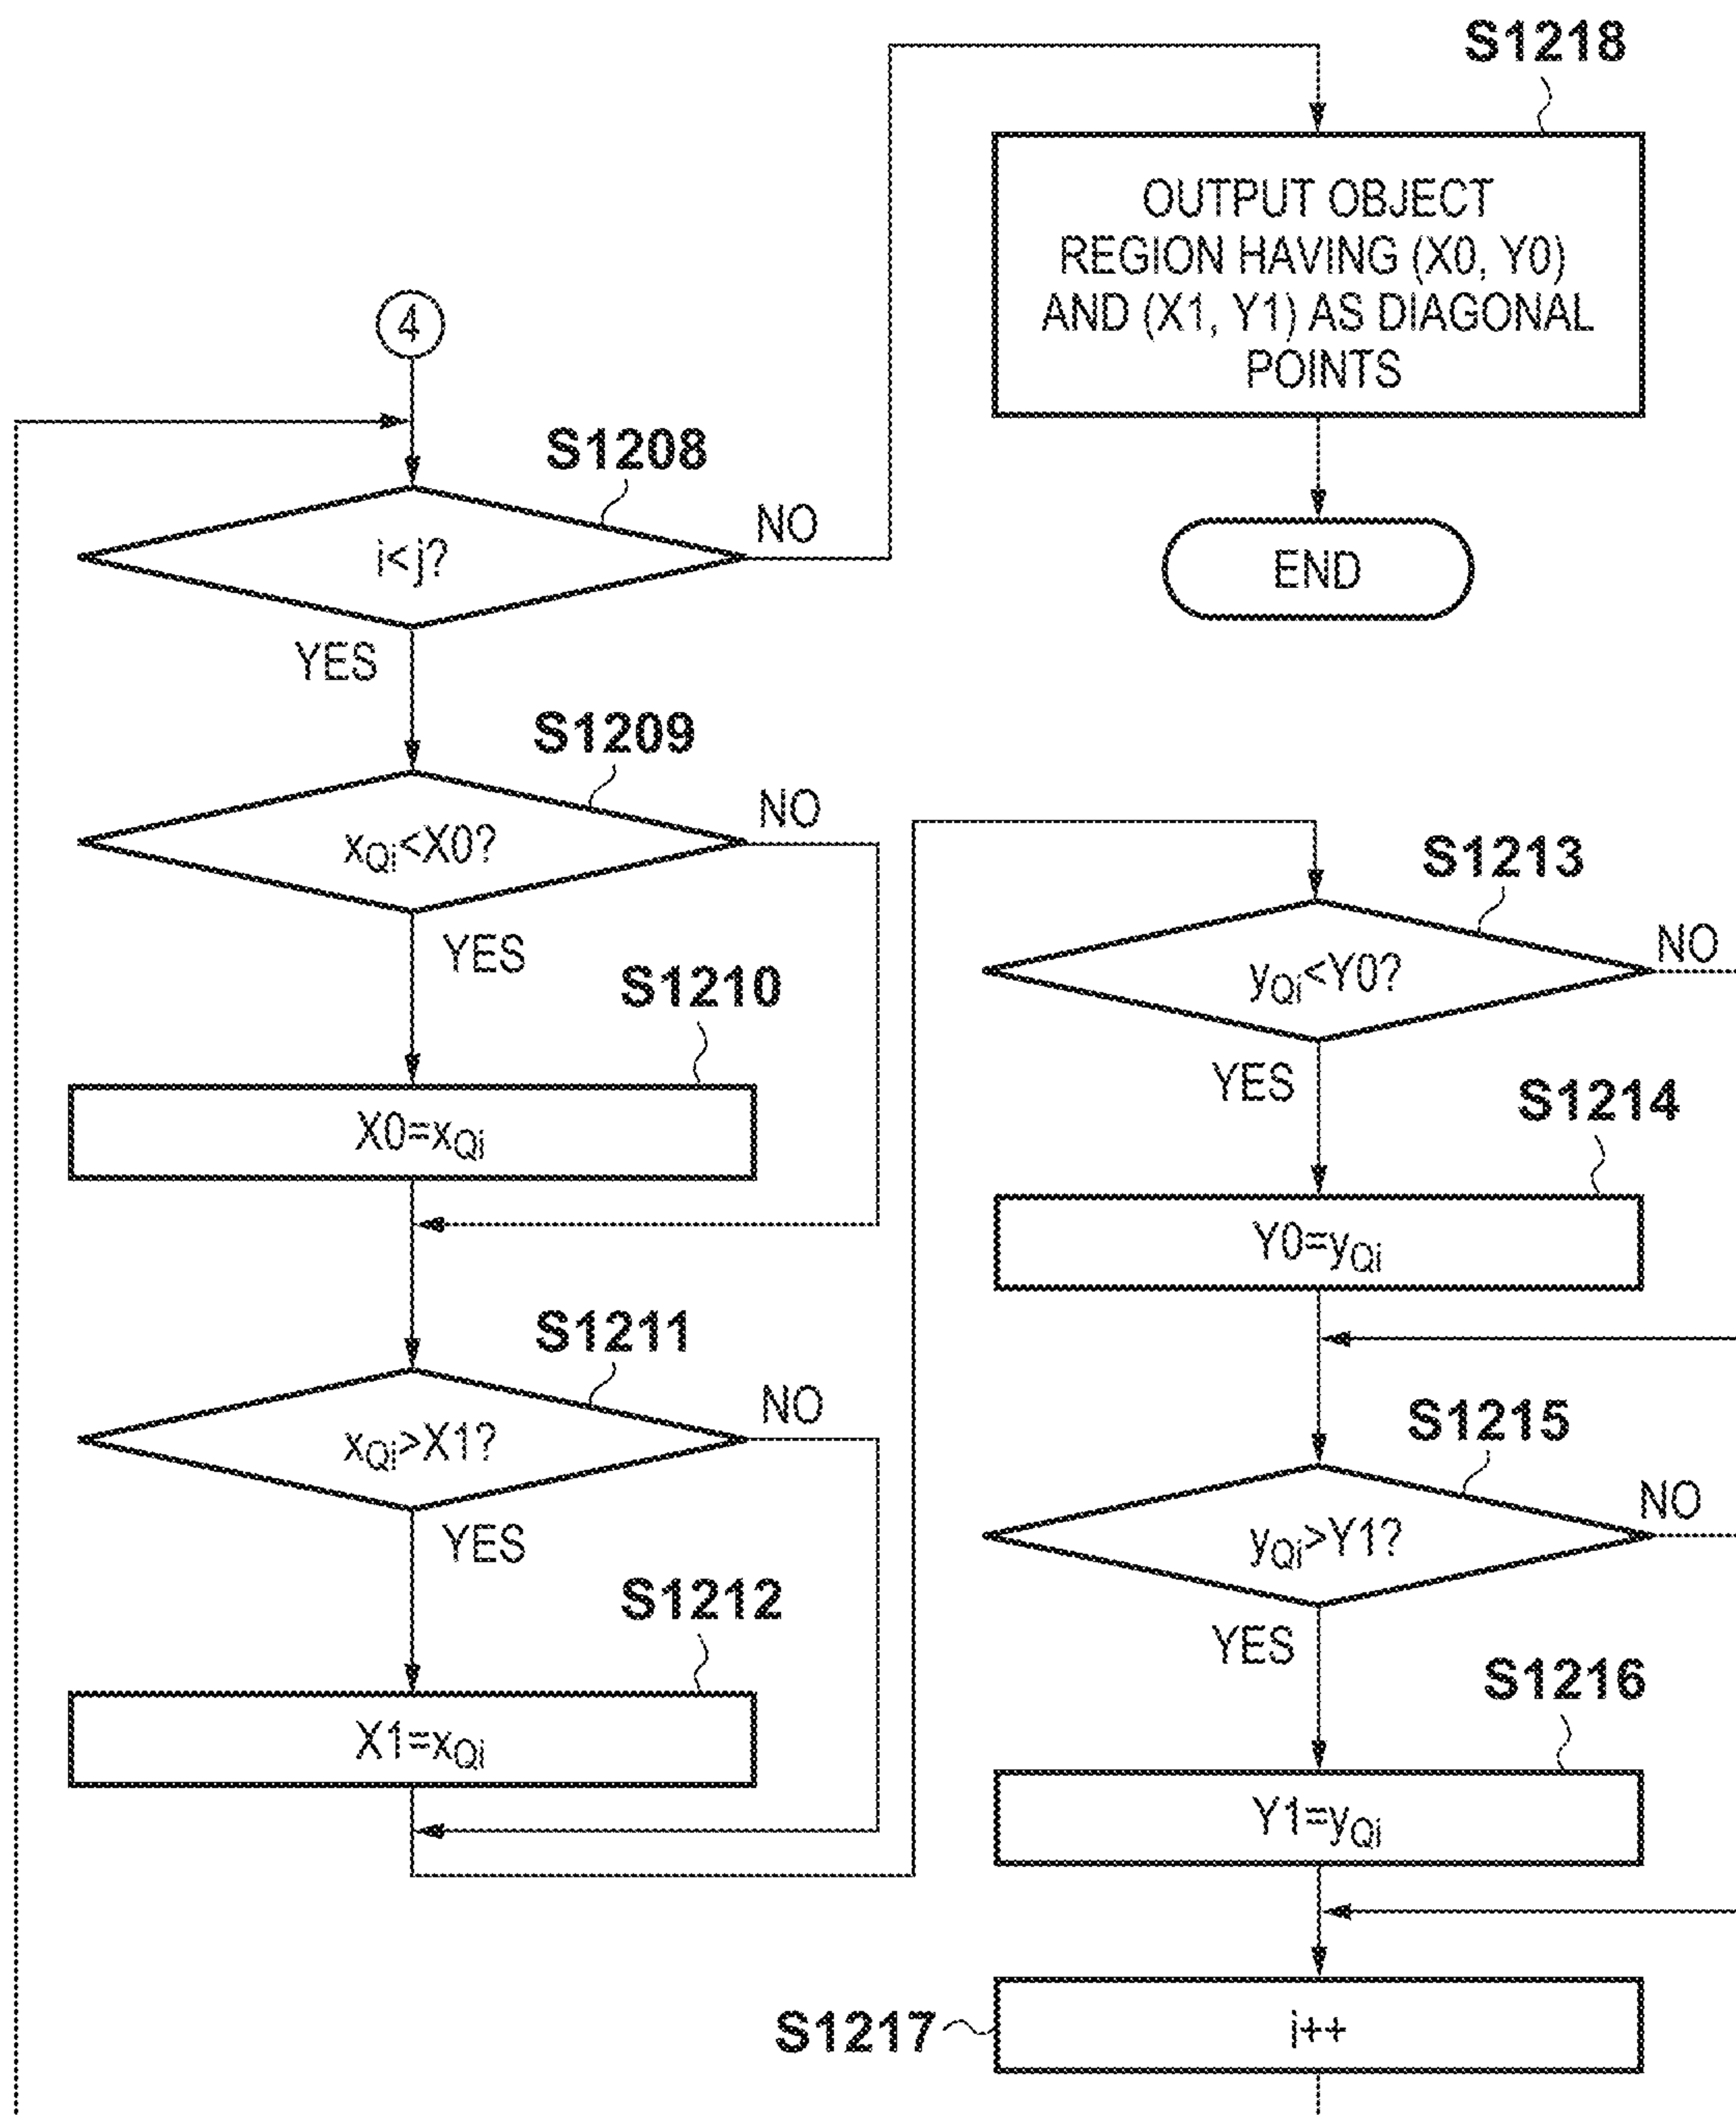 4
S1208
i<j?
NO
YES
S1209
xQi<X0?
NO
YES
S1210
X0=xQi
S1211
xQi>X1?
NO
YES
S1212
X1=xQi
S1218
OUTPUT OBJECT
REGION HAVING (X0, Y0)
AND (X1, Y1) AS DIAGONAL
POINTS
END
S1213
yQi<Y0?
NO
YES
S1214
Y0=yQi
S1215
yQi>Y1?
NO
YES
S1216
Y1=yQi
S1217
i++